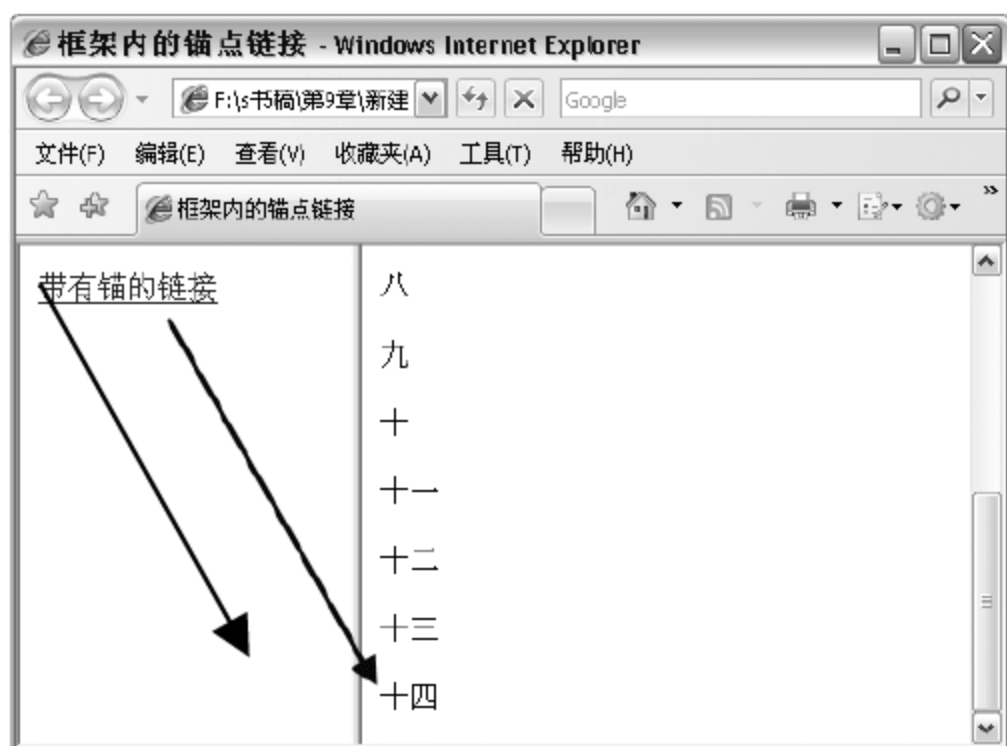 框架内的锚点链接 - Windows Internet Explorer
F:\s书稿\第9章\新建
Google
文件(F) 编辑(E) 查看(V) 收藏夹(A) 工具(T) 帮助(H)
框架内的锚点链接
带有锚的链接
八
九
十
十一
十二
十三
十四